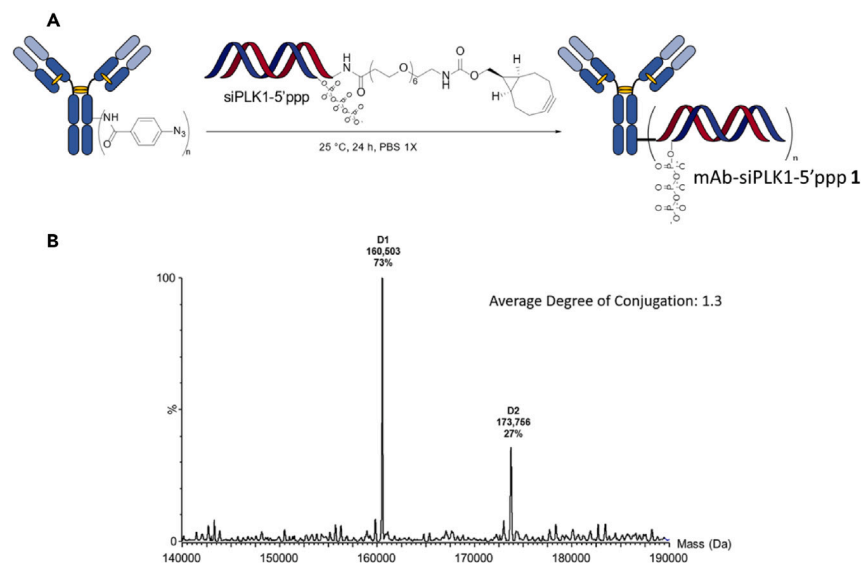 A
siPLK1-5'ppp
NH
O
N3
n
HN
O
O
6
H
N
O
O
H
H
25 °C, 24 h, PBS 1X
n
mAb-siPLK1-5'ppp 1
B
D1
160,503
73%
Average Degree of Conjugation: 1.3
D2
173,766
27%
100
%
0
140000 150000 160000 170000 180000 190000
Mass (Da)